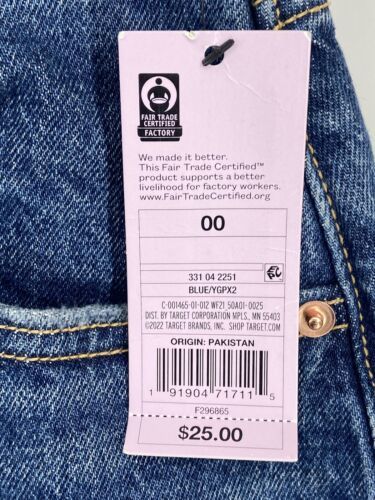 FAIR TRADE
CERTIFIED
FACTORY
We made it better.
This Fair Trade Certified™
product supports a better
livelihood for factory workers.
www.FairTradeCertified.org
00
331 04 2251
BLUE/YGPX2
C-001465-01-012 WF21_50A01-0025
DIST. BY TARGET CORPORATION MPLS., MN 55403
©2022 TARGET BRANDS, INC. SHOP TARGET.COM
ORIGIN: PAKISTAN
1 91904 71711 5
F296865
$25.00